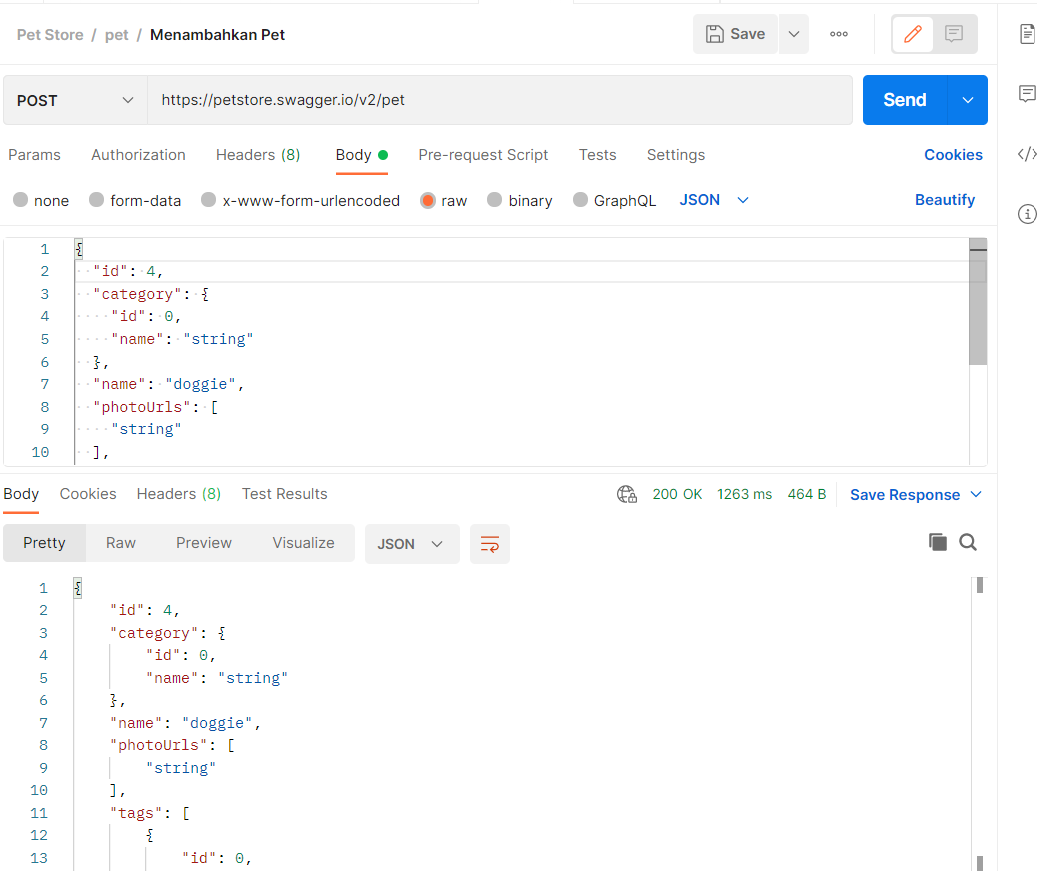 Pet Store / pet / Menambahkan Pet Save
POST https://petstore.swagger.io/v2/pet Send
Params Authorization Headers (8) Body Pre-request Script Tests Settings Cookies
none form-data x-www-form-urlencoded raw binary GraphQL JSON Beautify
1 {
2 "id": 4,
3 "category": {
4 "id": 0,
5 "name": "string"
6 },
7 "name": "doggie",
8 "photoUrls": [
9 "string"
10 ],
Body Cookies Headers (8) Test Results 200 OK 1263 ms 464 B Save Response
Pretty Raw Preview Visualize JSON
1 {
2 "id": 4,
3 "category": {
4 "id": 0,
5 "name": "string"
6 },
7 "name": "doggie",
8 "photoUrls": [
9 "string"
10 ],
11 "tags": [
12 {
13 "id": 0,